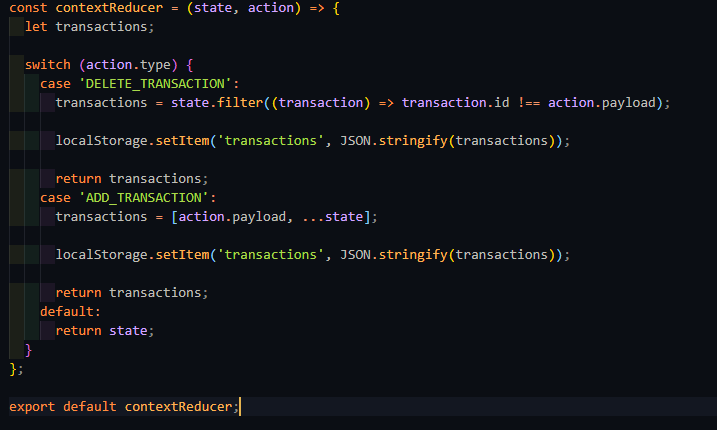 const contextReducer = (state, action) => {
let transactions;
switch (action.type) {
case 'DELETE_TRANSACTION':
transactions = state.filter((transaction) => transaction.id !== action.payload);
localStorage.setItem('transactions', JSON.stringify(transactions));
return transactions;
case 'ADD_TRANSACTION':
transactions = [action.payload, ...state];
localStorage.setItem('transactions', JSON.stringify(transactions));
return transactions;
default:
return state;
}
};
export default contextReducer;